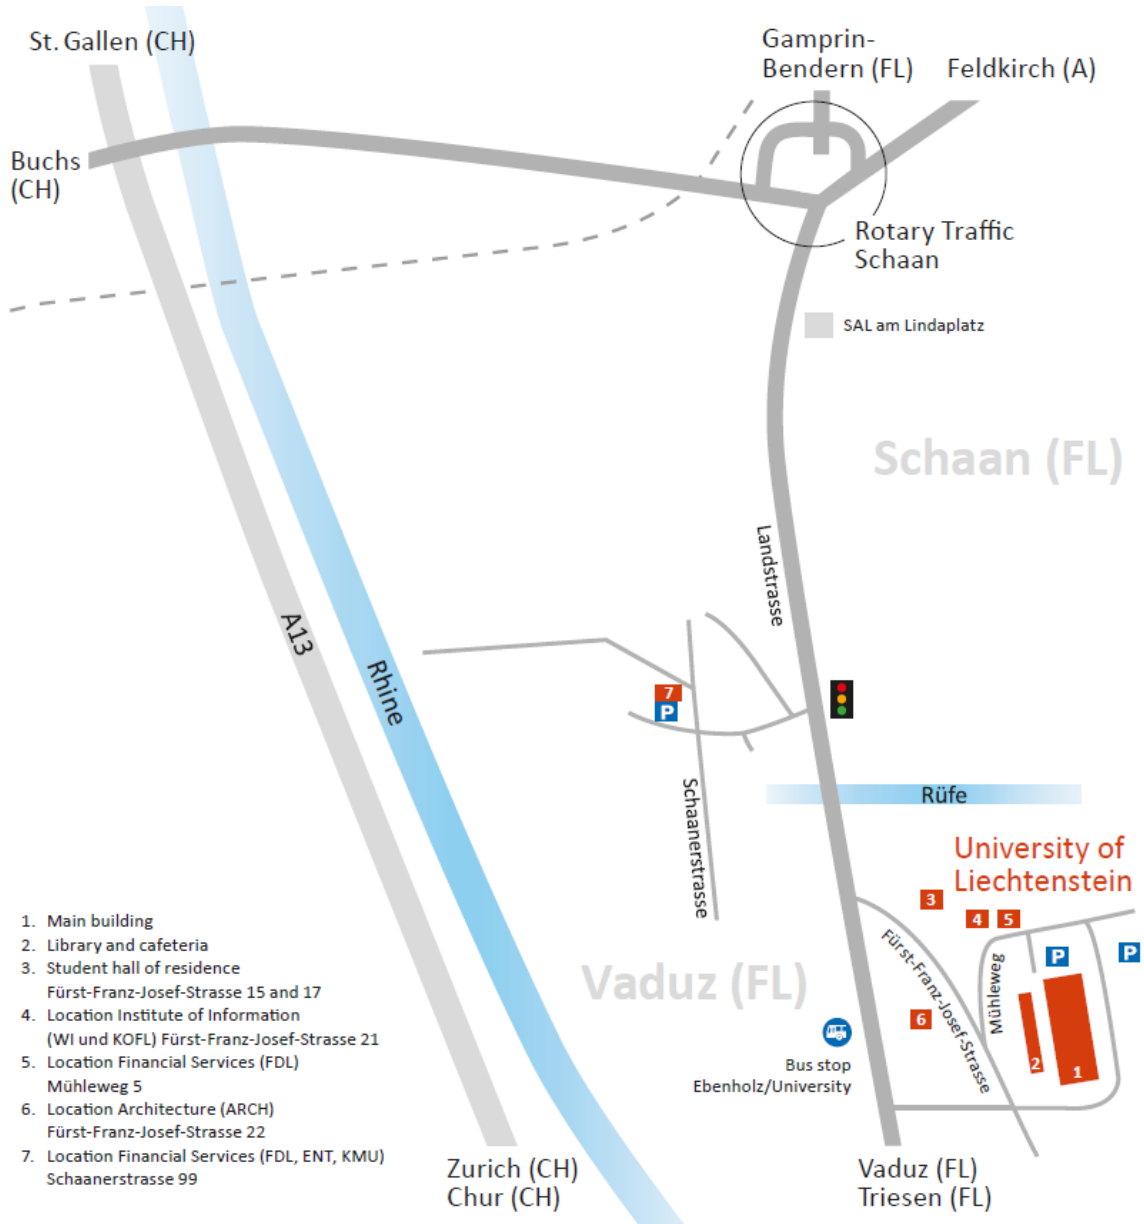 St. Gallen (CH)
Gamprin-
Bendern (FL)
Feldkirch (A)
Buchs
(CH)
Rotary Traffic
Schaan
SAL am Lindaplatz
Schaan (FL)
Landstrasse
A13
Rhine
7
P
Schaanerstrasse
Rüfe
University of
Liechtenstein
3
4
5
Fürst-Franz-Josef-Strasse
Mühleweg
P
P
6
2
1
Vaduz (FL)
Bus stop
Ebenholz/University
1. Main building
2. Library and cafeteria
3. Student hall of residence
Fürst-Franz-Josef-Strasse 15 and 17
4. Location Institute of Information
(WI und KOFL) Fürst-Franz-Josef-Strasse 21
5. Location Financial Services (FDL)
Mühleweg 5
6. Location Architecture (ARCH)
Fürst-Franz-Josef-Strasse 22
7. Location Financial Services (FDL, ENT, KMU)
Schaanerstrasse 99
Zurich (CH)
Chur (CH)
Vaduz (FL)
Triesen (FL)